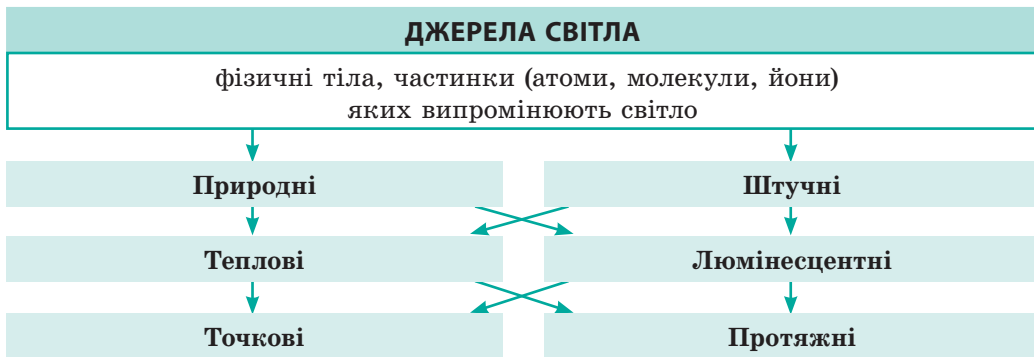 ДЖЕРЕЛА СВІТЛА
фізичні тіла, частинки (атоми, молекули, йони)
яких випромінюють світло
Природні
Штучні
Теплові
Люмінесцентні
Точкові
Протяжні